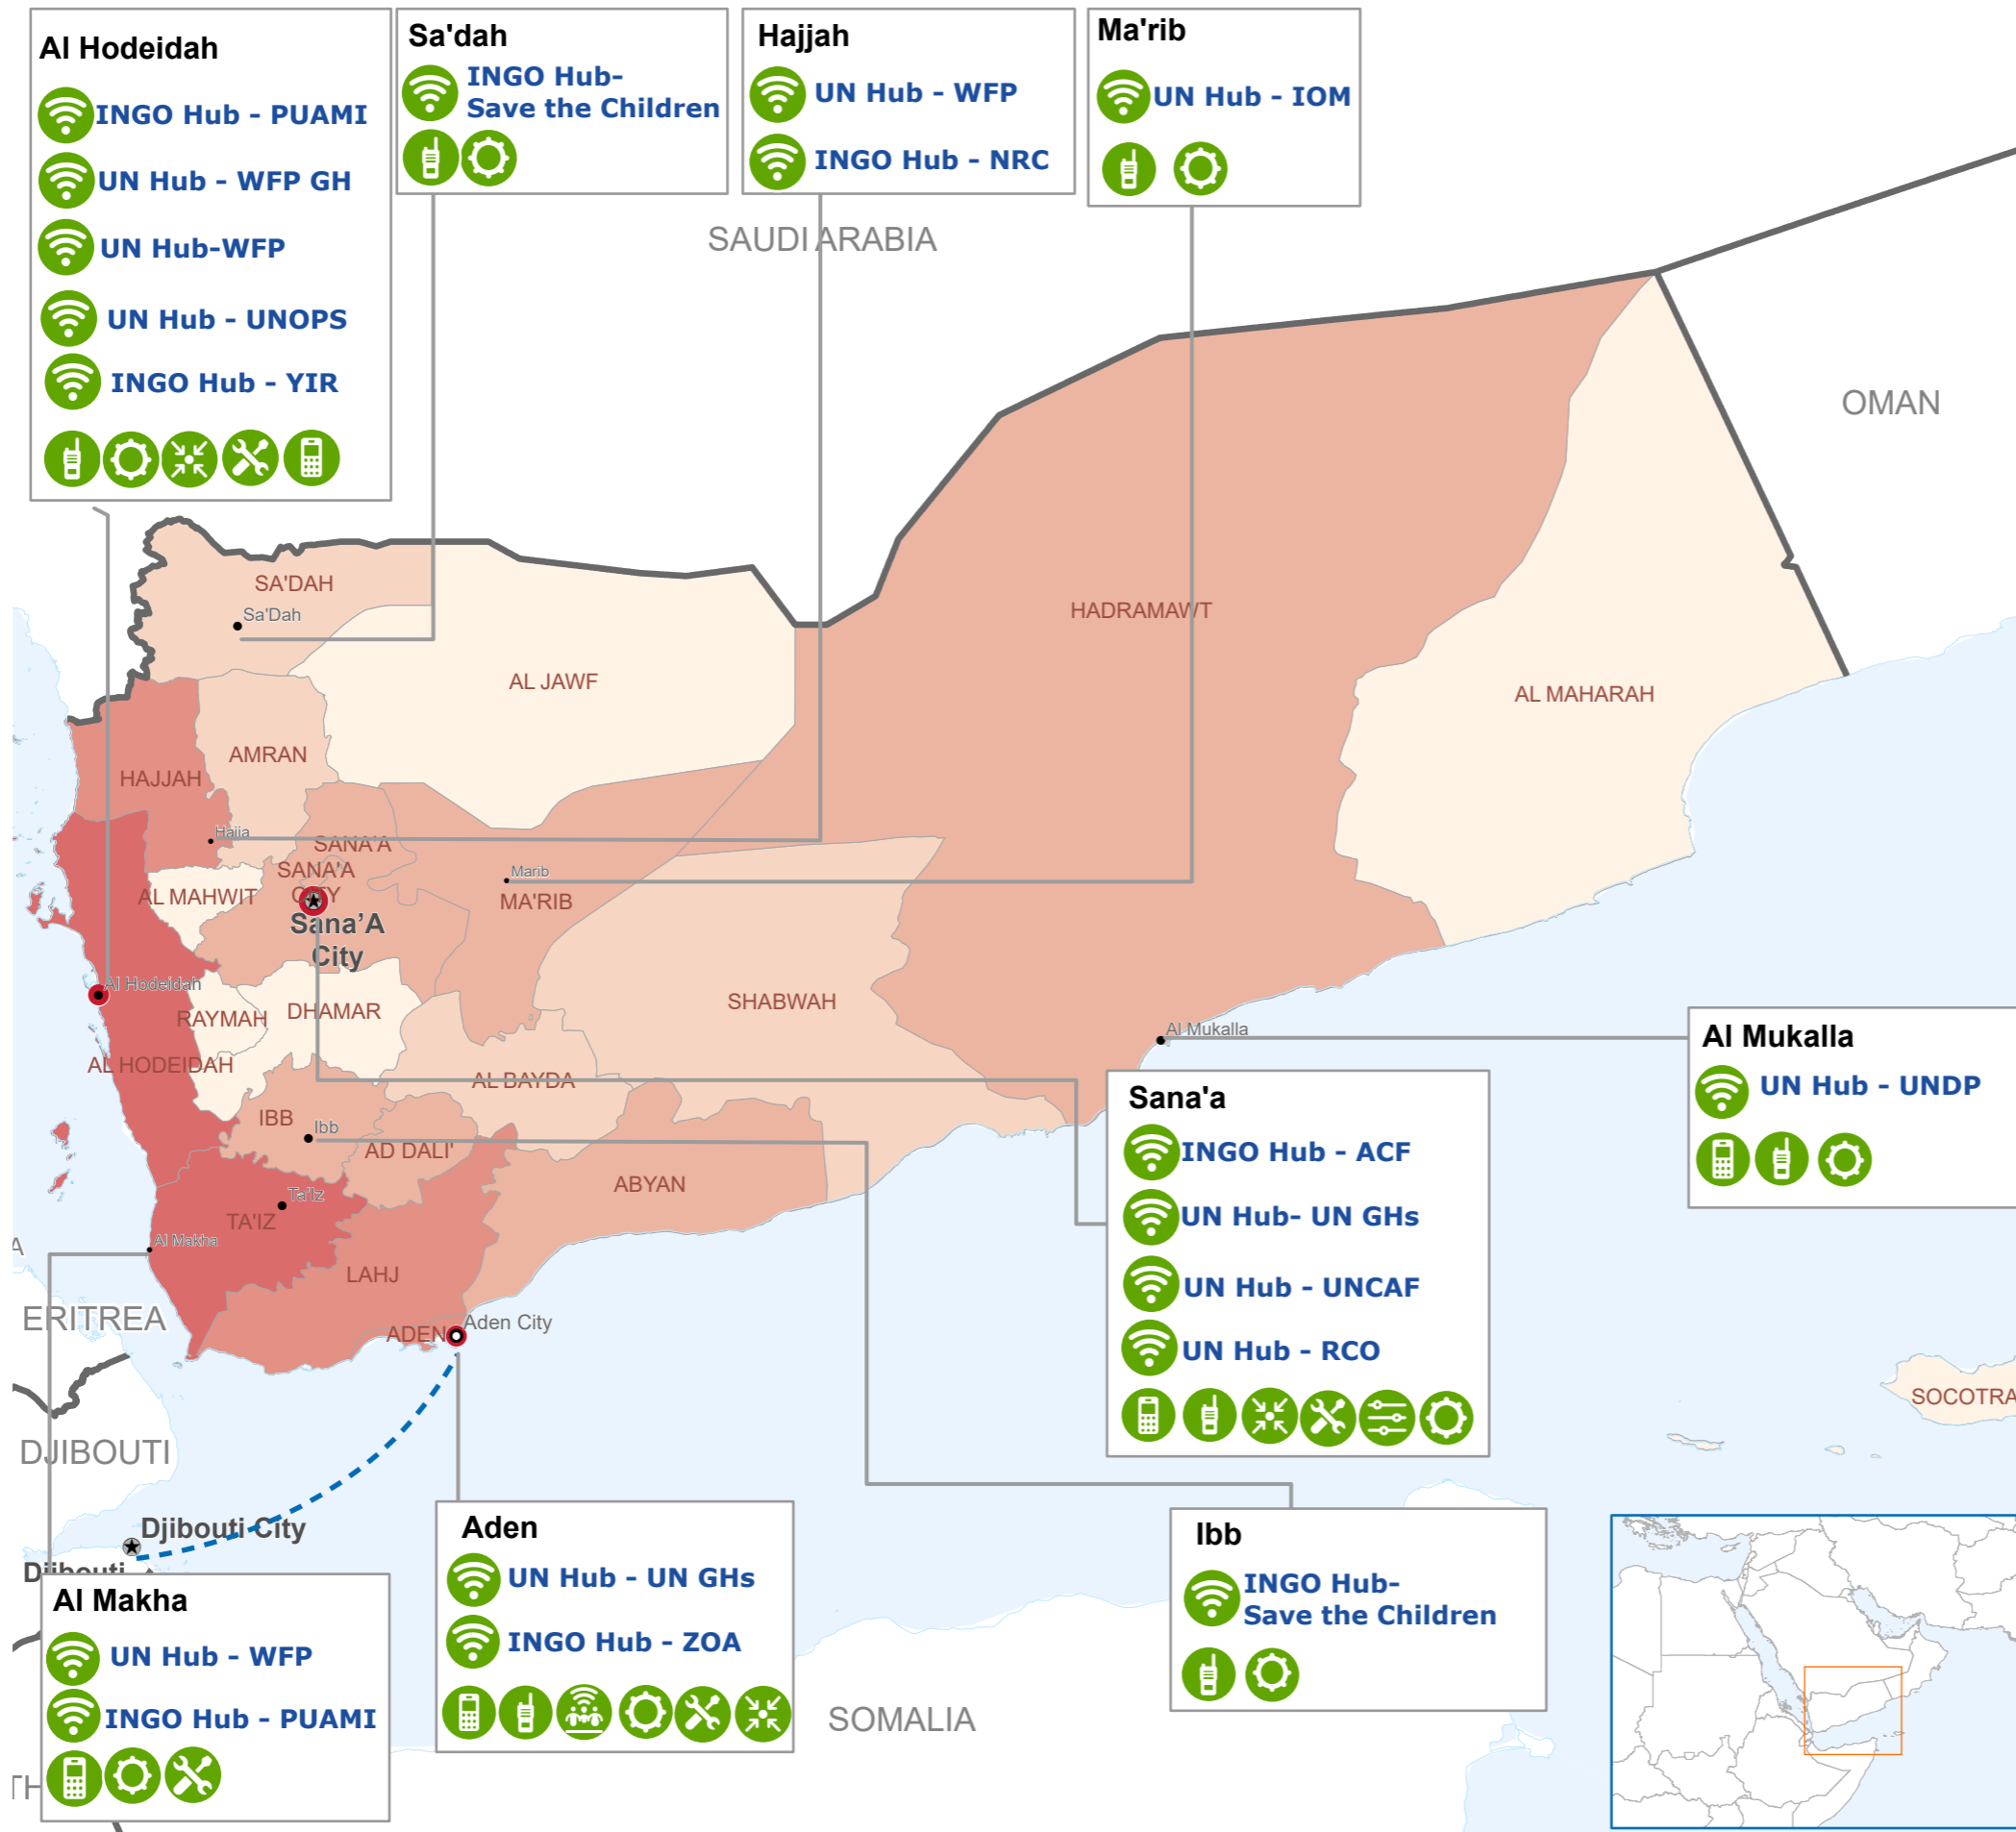 Al Hodeidah
INGO Hub - PUAMI
UN Hub - WFP GH
UN Hub-WFP
UN Hub - UNOPS
INGO Hub - YIR
Sa'dah
INGO Hub-
Save the Children
Hajjah
UN Hub - WFP
INGO Hub - NRC
Ma'rib
UN Hub - IOM
SAUDI ARABIA
OMAN
SA'DAH
Sa'Dah
HADRAMAWT
AL JAWF
AL MAHARAH
AMRAN
HAJJAH
Hajja
SANA'A
SANA'A
CITY
Marib
AL MAHWIT
MA'RIB
Sana'A
City
Al Hodeidah
SHABWAH
RAYMAH
DHAMAR
Al Mukalla
AL HODEIDAH
AL BAYDA
IBB
Ibb
AD DALI'
ABYAN
Ta'Iz
TA'IZ
Al Makha
LAHJ
ERITREA
ADEN
Aden City
SOCOTRA
DJIBOUTI
Djibouti City
Djibouti
SOMALIA
Al Mukalla
UN Hub - UNDP
Sana'a
INGO Hub - ACF
UN Hub- UN GHs
UN Hub - UNCAF
UN Hub - RCO
Aden
UN Hub - UN GHs
INGO Hub - ZOA
Ibb
INGO Hub-
Save the Children
Al Makha
UN Hub - WFP
INGO Hub - PUAMI